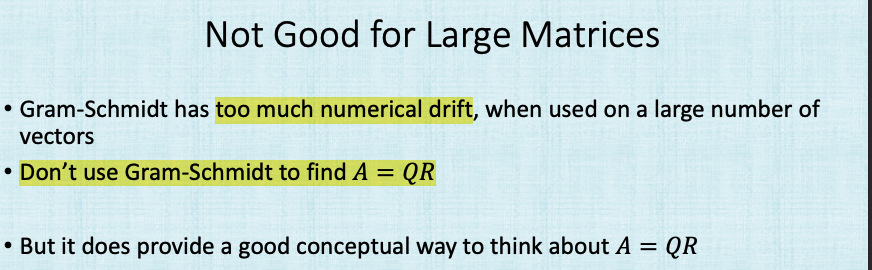 Not Good for Large Matrices
• Gram-Schmidt has too much numerical drift, when used on a large number of
vectors
• Don’t use Gram-Schmidt to find A = QR
• But it does provide a good conceptual way to think about A = QR